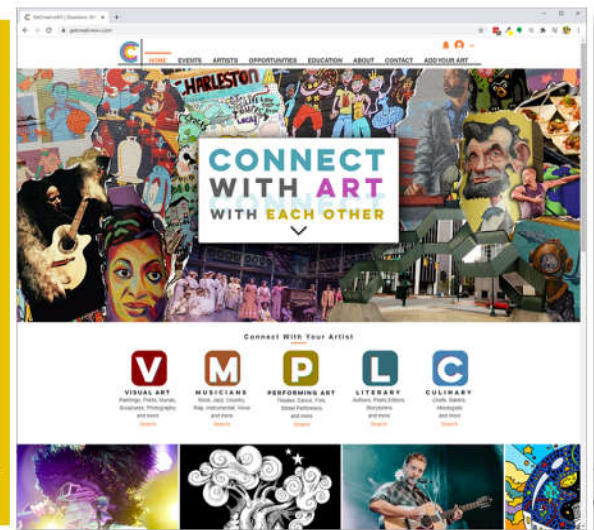 C
HOME EVENTS ARTISTS OPPORTUNITIES EDUCATION ABOUT CONTACT ADD YOUR ART
CHARLESTON
CONNECT
WITH ART
WITH EACH OTHER
Connect With Your Artist
V M P L C
VISUAL ART MUSICIANS PERFORMING ART LITERARY CULINARY
Paintings, Prints, Murals, Rock, Jazz, Country, Theater, Dance, Film, Authors, Poets, Editors, Chefs, Bakers,
Sculptures, Photography, Rap, Instrumental, Voice Street Performers, Storytellers
and more and more and more and more and more
Search Search Search Search Search